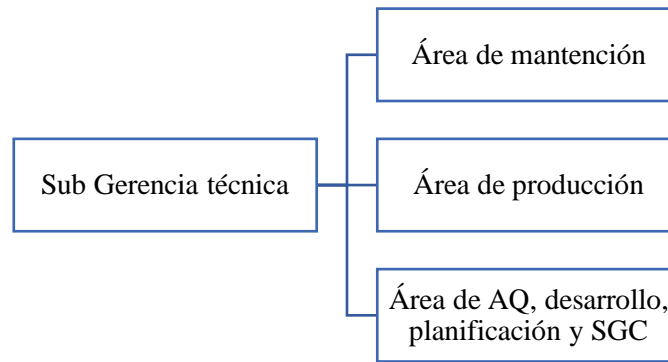 Área de mantención
Sub Gerencia técnica
Área de producción
Área de AQ, desarrollo,
planificación y SGC